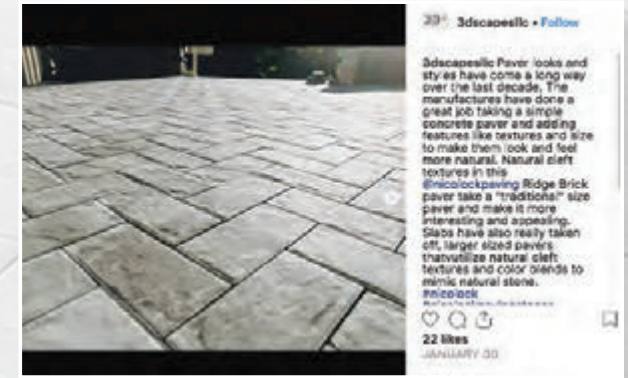 3dscapesllc • Follow
3dscapesllc Paver looks and
styles have come a long way
over the last decade. The
manufactures have done a
great job taking a simple
concrete paver and adding
features like textures and size
to make them look and feel
more natural. Natural cleft
textures in this
@nicolockpaving Ridge Brick
paver take a "traditional" size
paver and make it more
interesting and appealing.
Slabs have also really taken
off, larger sized pavers
thatvutilize natural cleft
textures and color blends to
mimic natural stone.
#nicolock
22 likes
JANUARY 30